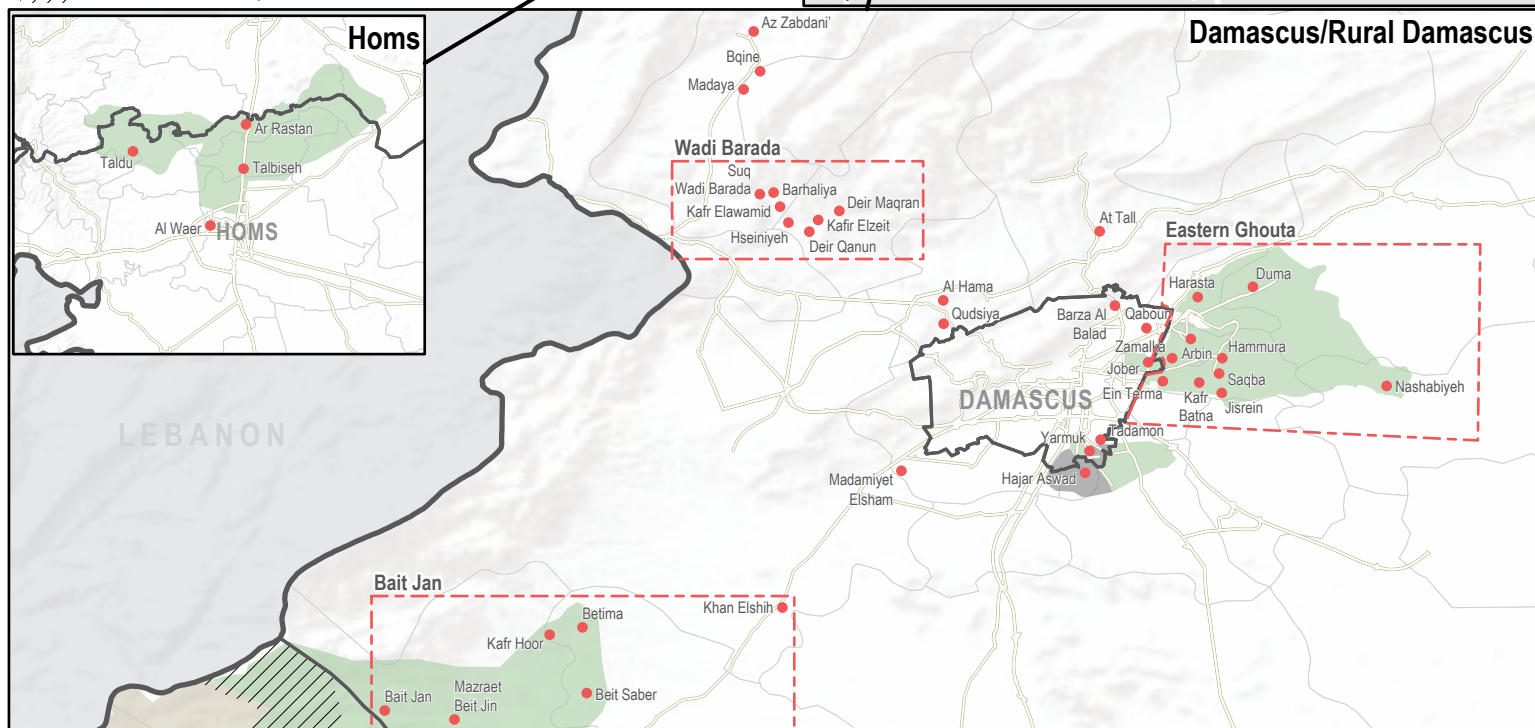 Homs
Ar Rastan
Taldu
Talbiseh
Al Waer
HOMS
Damascus/Rural Damascus
Az Zabdani'
Bqine
Madaya
Wadi Barada
Suq
Wadi Barada
Barhaliya
Kafr Elawamid
Deir Maqran
Kafir Elzeit
Hseiniyeh
Deir Qanun
At Tall
Eastern Ghouta
Al Hama
Qudsiya
Harasta
Duma
Barza Al
Balad
Qaboun
Zamalka
Arbin
Hammura
Jober
Saqba
Nashabiyeh
Ein Terma
Kafr
Batna
Jisrein
DAMASCUS
LEBANON
Yarmuk
Tadamon
Hajar Aswad
Madamiyet
Elsham
Bait Jan
Khan Elshih
Betima
Kafr Hoor
Bait Jan
Mazraet
Beit Jin
Beit Saber